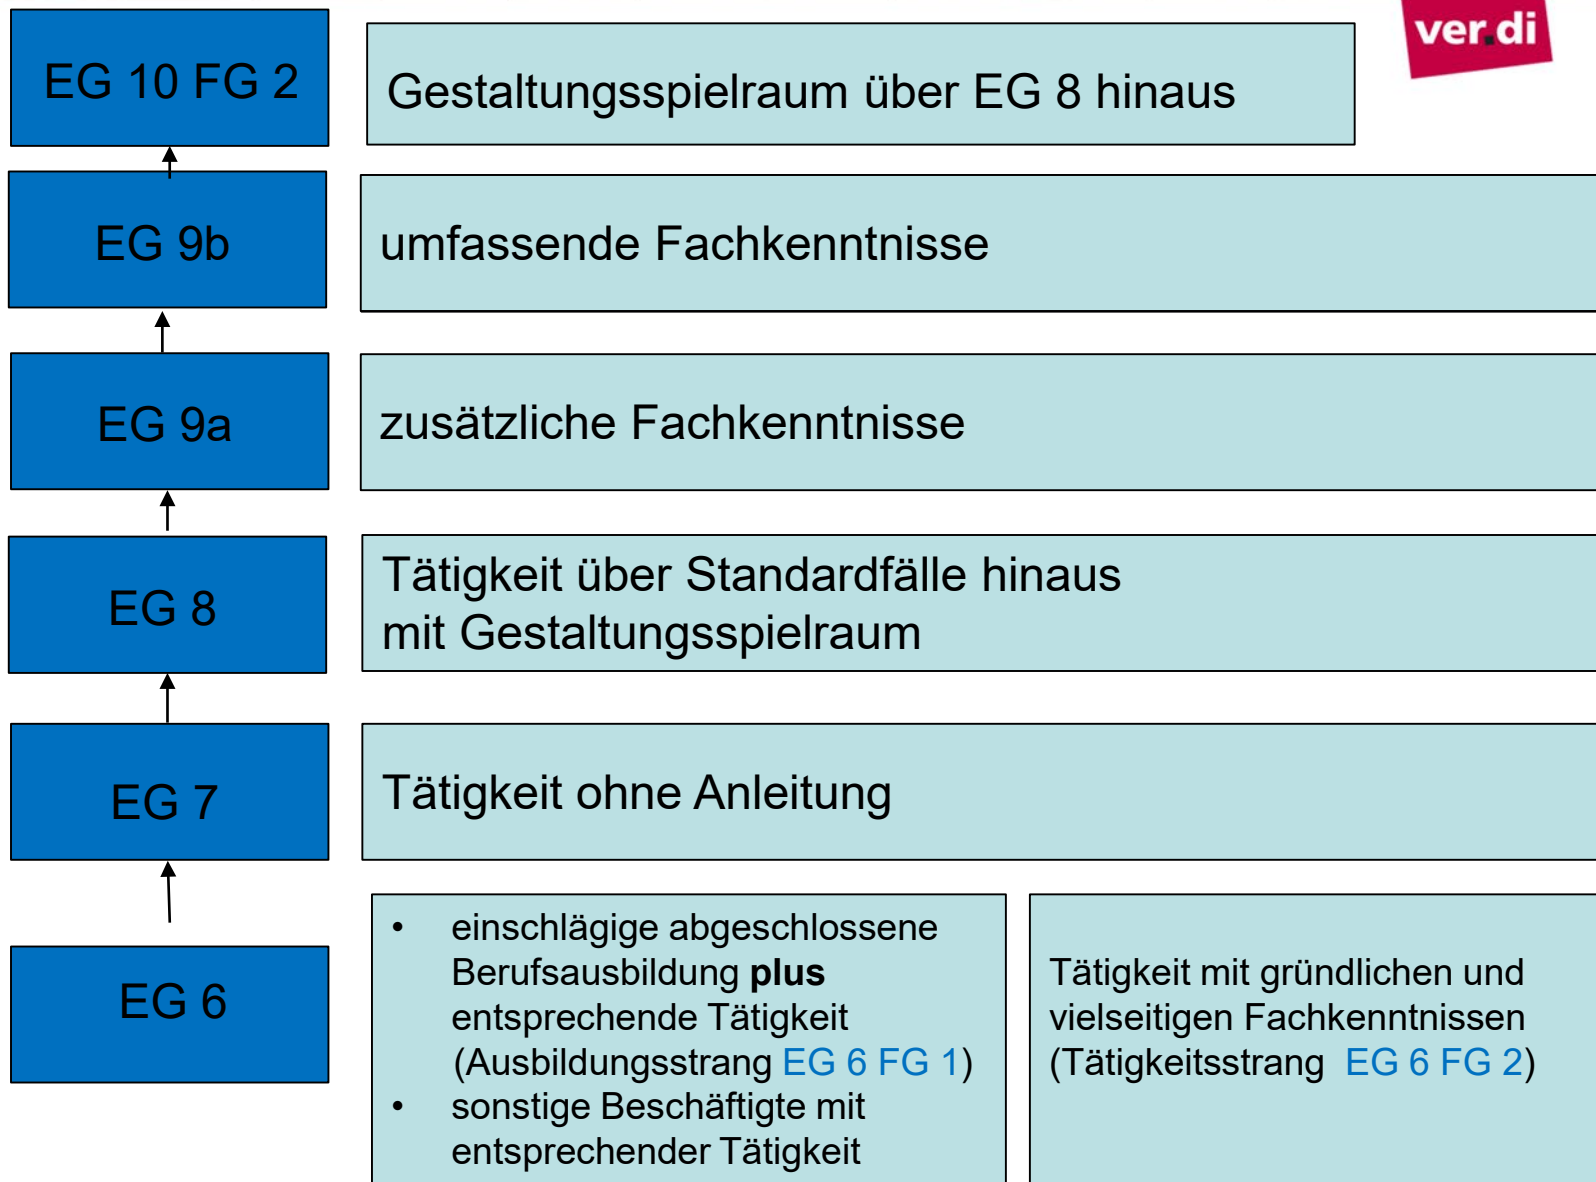 ver.di
EG 10 FG 2
Gestaltungsspielraum über EG 8 hinaus
EG 9b
umfassende Fachkenntnisse
EG 9a
zusätzliche Fachkenntnisse
EG 8
Tätigkeit über Standardfälle hinaus
mit Gestaltungsspielraum
EG 7
Tätigkeit ohne Anleitung
EG 6
• einschlägige abgeschlossene
Berufsausbildung plus
entsprechende Tätigkeit
(Ausbildungsstrang EG 6 FG 1)
• sonstige Beschäftigte mit
entsprechender Tätigkeit
Tätigkeit mit gründlichen und
vielseitigen Fachkenntnissen
(Tätigkeitsstrang EG 6 FG 2)